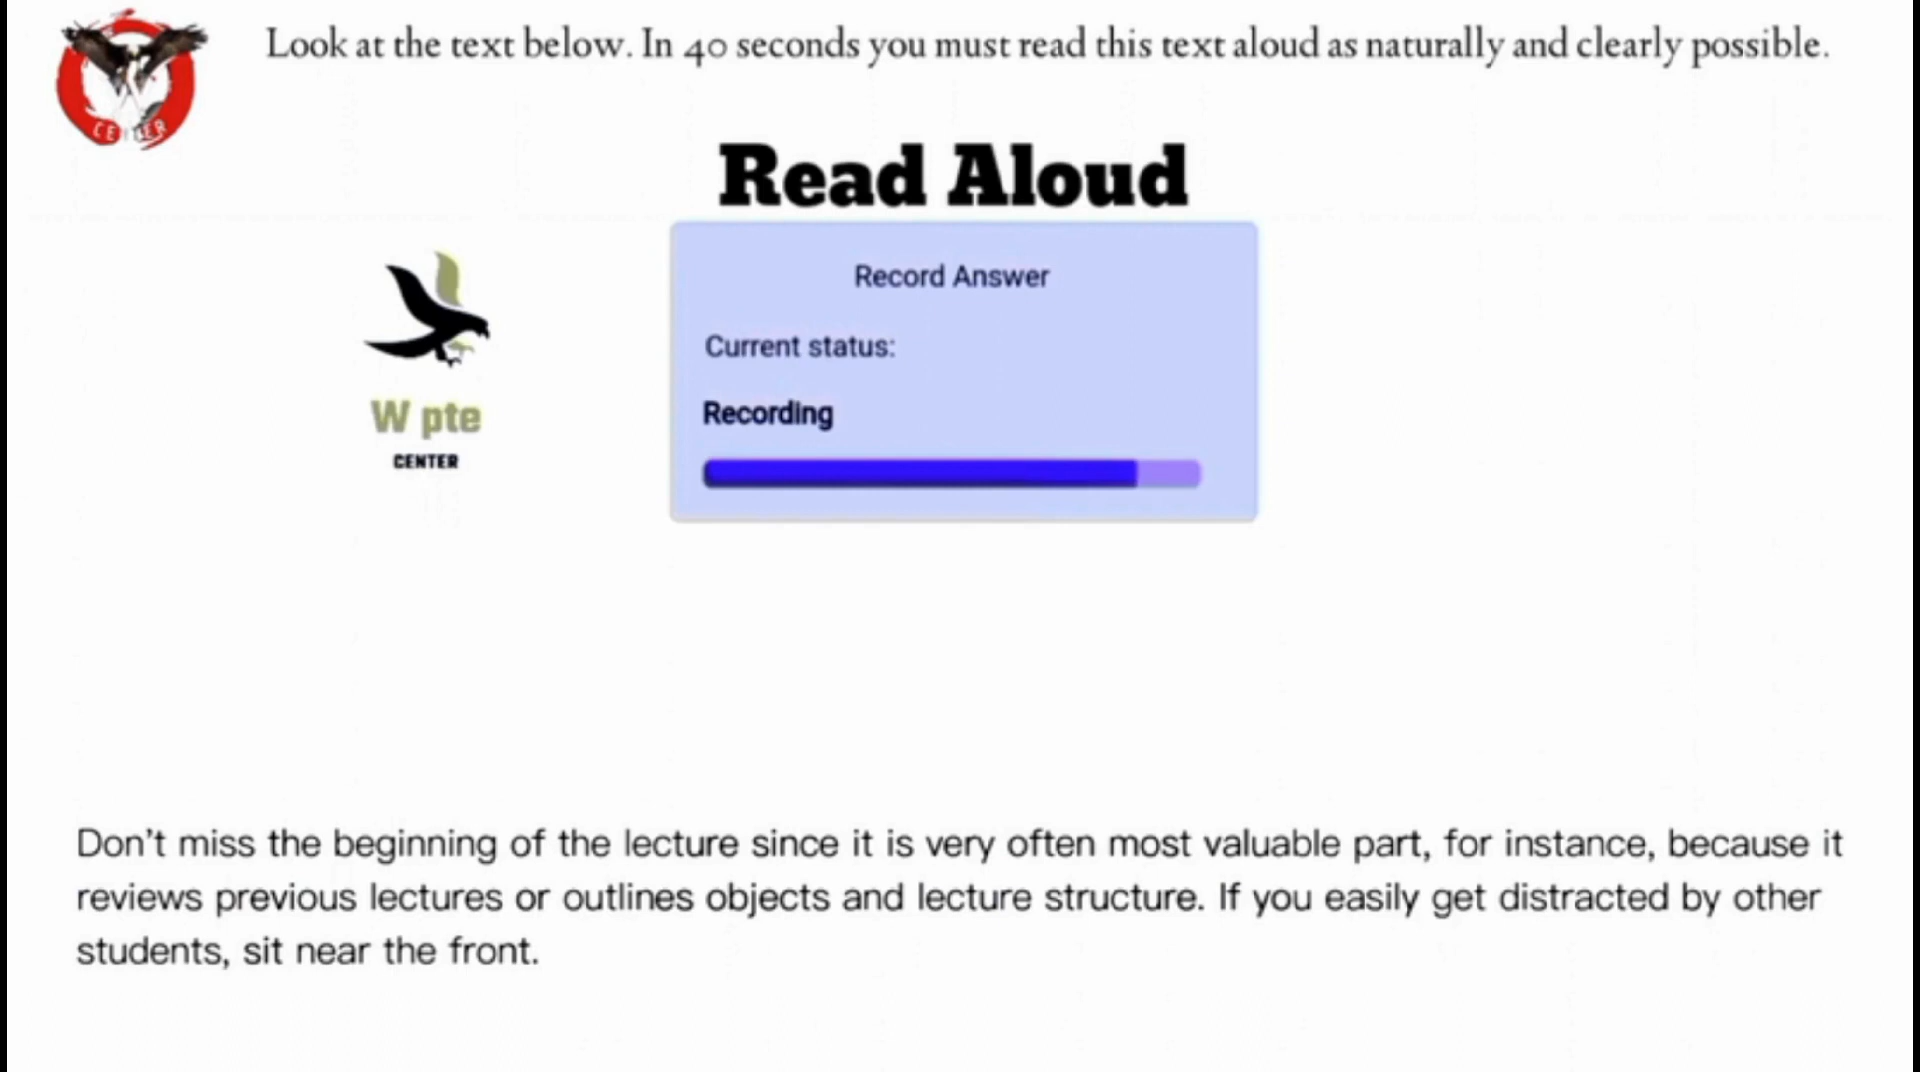 Look at the text below. In 40 seconds you must read this text aloud as naturally and clearly possible.
CENTER
Read Aloud
Record Answer
Current status:
Recording
W pte
CENTER
Don't miss the beginning of the lecture since it is very often most valuable part, for instance, because it
reviews previous lectures or outlines objects and lecture structure. If you easily get distracted by other
students, sit near the front.